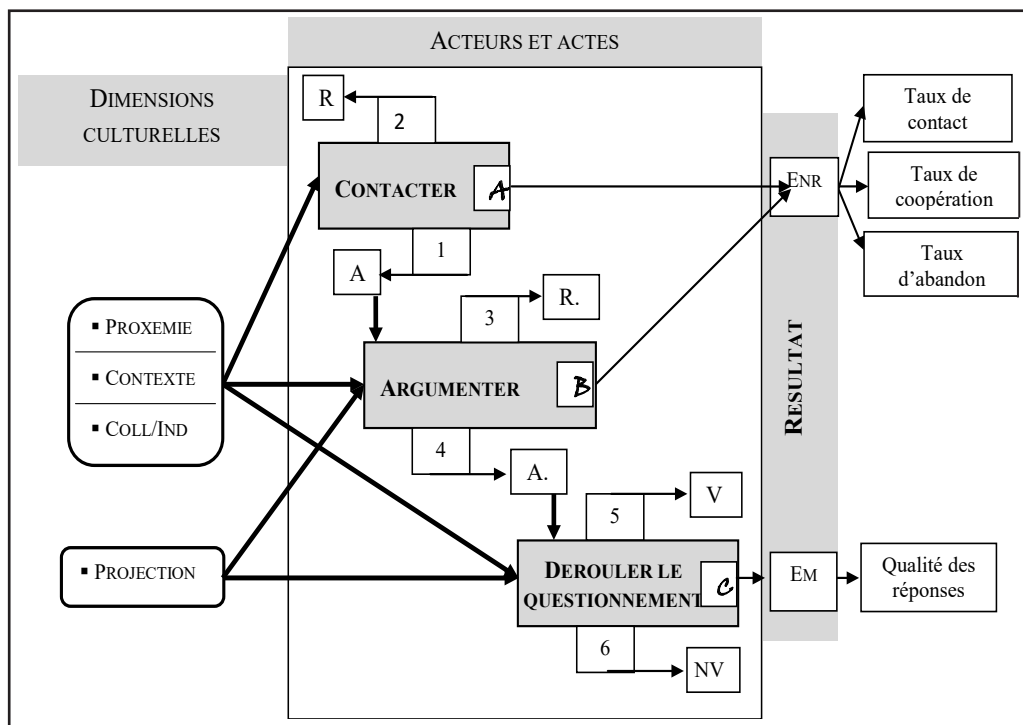 ACTEURS ET ACTES
DIMENSIONS
CULTURELLES
R
2
CONTACTER
A
1
A
3
R.
ARGUMENTER
B
4
A.
5
V
DEROULER LE
QUESTIONNEMENT
C
6
NV
▪ PROXEMIE
▪ CONTEXTE
▪ COLL/IND
▪ PROJECTION
RESULTAT
ENR
EM
Taux de
contact
Taux de
coopération
Taux
d’abandon
Qualité des
réponses